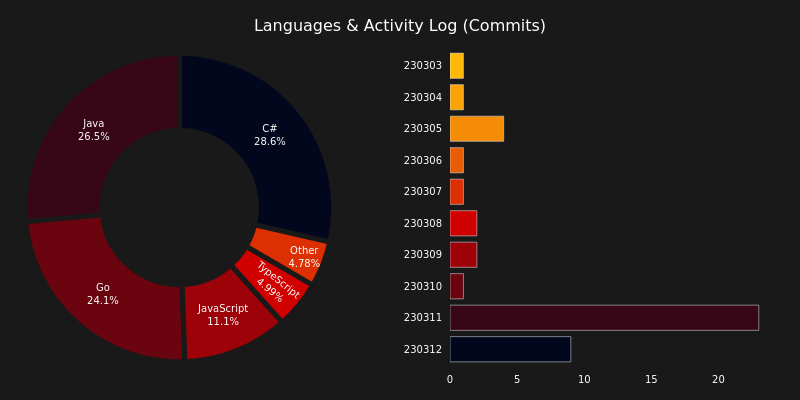 Languages & Activity Log (Commits)
C#
28.6%
Java
26.5%
Go
24.1%
JavaScript
11.1%
TypeScript
4.99%
Other
4.78%
230303
230304
230305
230306
230307
230308
230309
230310
230311
230312
0 5 10 15 20